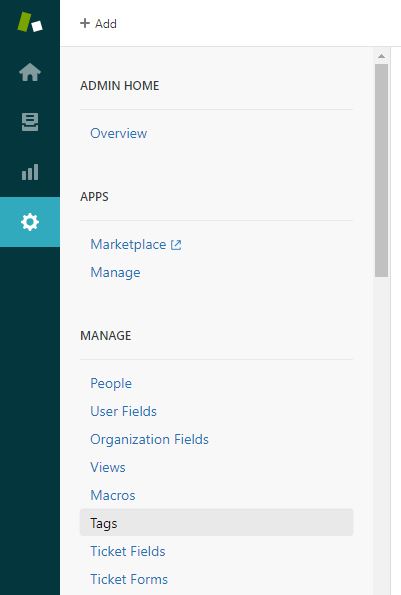 + Add
ADMIN HOME
Overview
APPS
Marketplace
Manage
MANAGE
People
User Fields
Organization Fields
Views
Macros
Tags
Ticket Fields
Ticket Forms